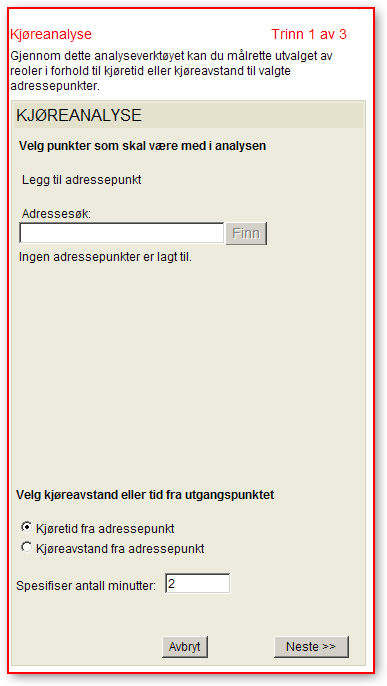 Kjøreanalyse Trinn 1 av 3
Gjennom dette analyseverktøyet kan du målrette utvalget av
reoler i forhold til kjøretid eller kjøreavstand til valgte
adressepunkter.
KJØREANALYSE
Velg punkter som skal være med i analysen
Legg til adressepunkt
Adressesøk:
Finn
Ingen adressepunkter er lagt til.
Velg kjøreavstand eller tid fra utgangspunktet
Kjøretid fra adressepunkt
Kjøreavstand fra adressepunkt
Spesifiser antall minutter: 2
Avbryt Neste >>